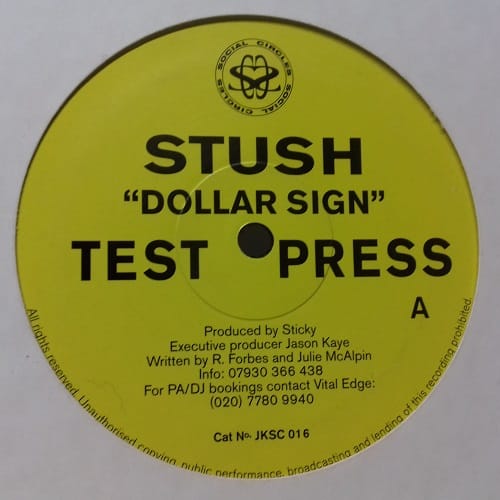 SOCIAL CIRCLES SOCIAL CIRCLES
STUSH
“DOLLAR SIGN”
TEST PRESS
A
Produced by Sticky
Executive producer Jason Kaye
Written by R. Forbes and Julie McAlpin
Info: 07930 366 438
For PA/DJ bookings contact Vital Edge:
(020) 7780 9940
Cat No. JKSC 016
All rights reserved. Unauthorised copying, public performance, broadcasting and lending of this recording prohibited.